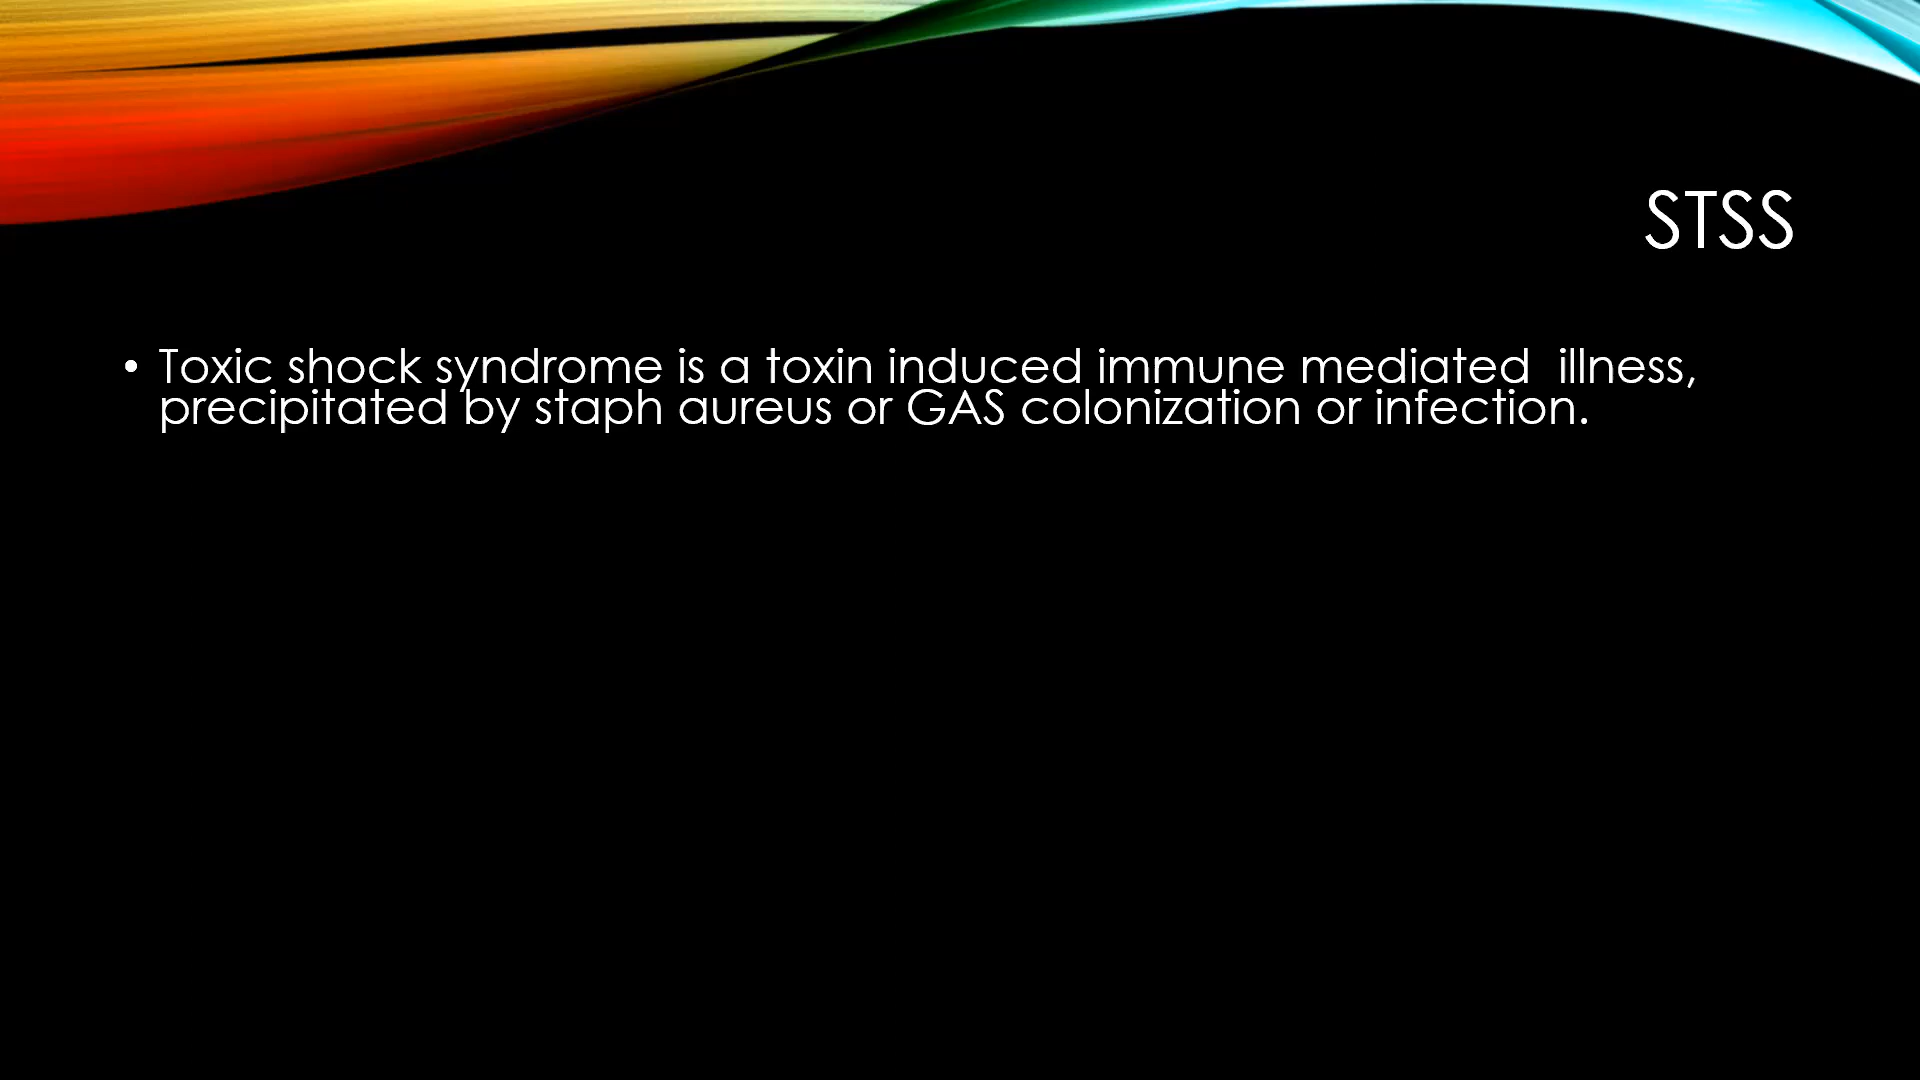 STSS
• Toxic shock syndrome is a toxin induced immune mediated  illness,
precipitated by staph aureus or GAS colonization or infection.